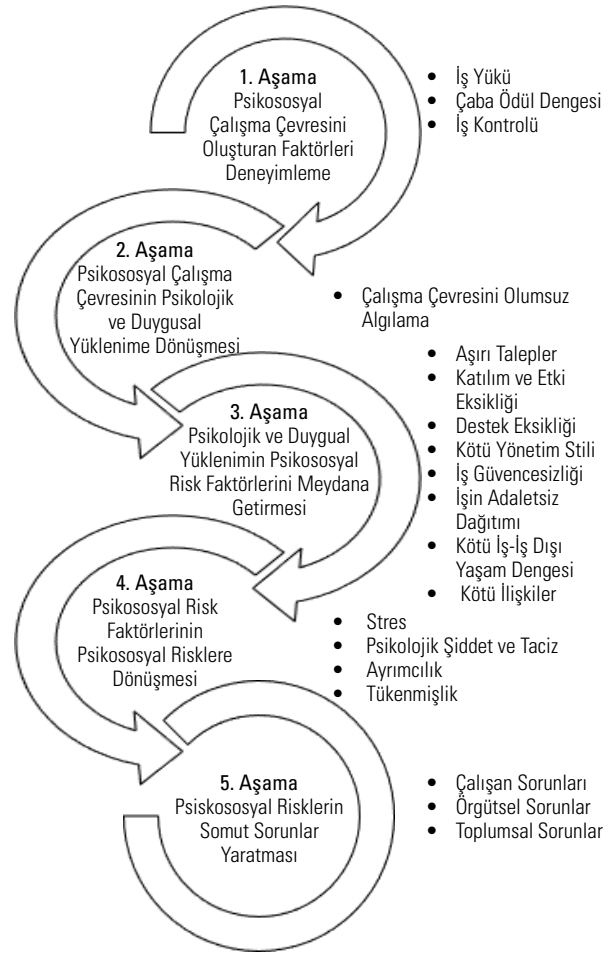 1. Aşama
Psikososyal
Çalışma Çevresini
Oluşturan Faktörleri
Deneyimleme
• İş Yükü
• Çaba Ödül Dengesi
• İş Kontrolü
2. Aşama
Psikososyal Çalışma
Çevresinin Psikolojik
ve Duygusal
Yüklenime Dönüşmesi
• Çalışma Çevresini Olumsuz
Algılama
3. Aşama
Psikolojik ve Duygual
Yüklenimin Psikososyal
Risk Faktörlerini Meydana
Getirmesi
• Aşırı Talepler
• Katılım ve Etki
Eksikliği
• Destek Eksikliği
• Kötü Yönetim Stili
• İş Güvencesizliği
• İşin Adaletsiz
Dağıtımı
• Kötü İş-İş Dışı
Yaşam Dengesi
• Kötü İlişkiler
4. Aşama
Psikososyal Risk
Faktörlerinin
Psikososyal Risklere
Dönüşmesi
• Stres
• Psikolojik Şiddet ve Taciz
• Ayrımcılık
• Tükenmişlik
5. Aşama
Psiskososyal Risklerin
Somut Sorunlar
Yaratması
• Çalışan Sorunları
• Örgütsel Sorunlar
• Toplumsal Sorunlar